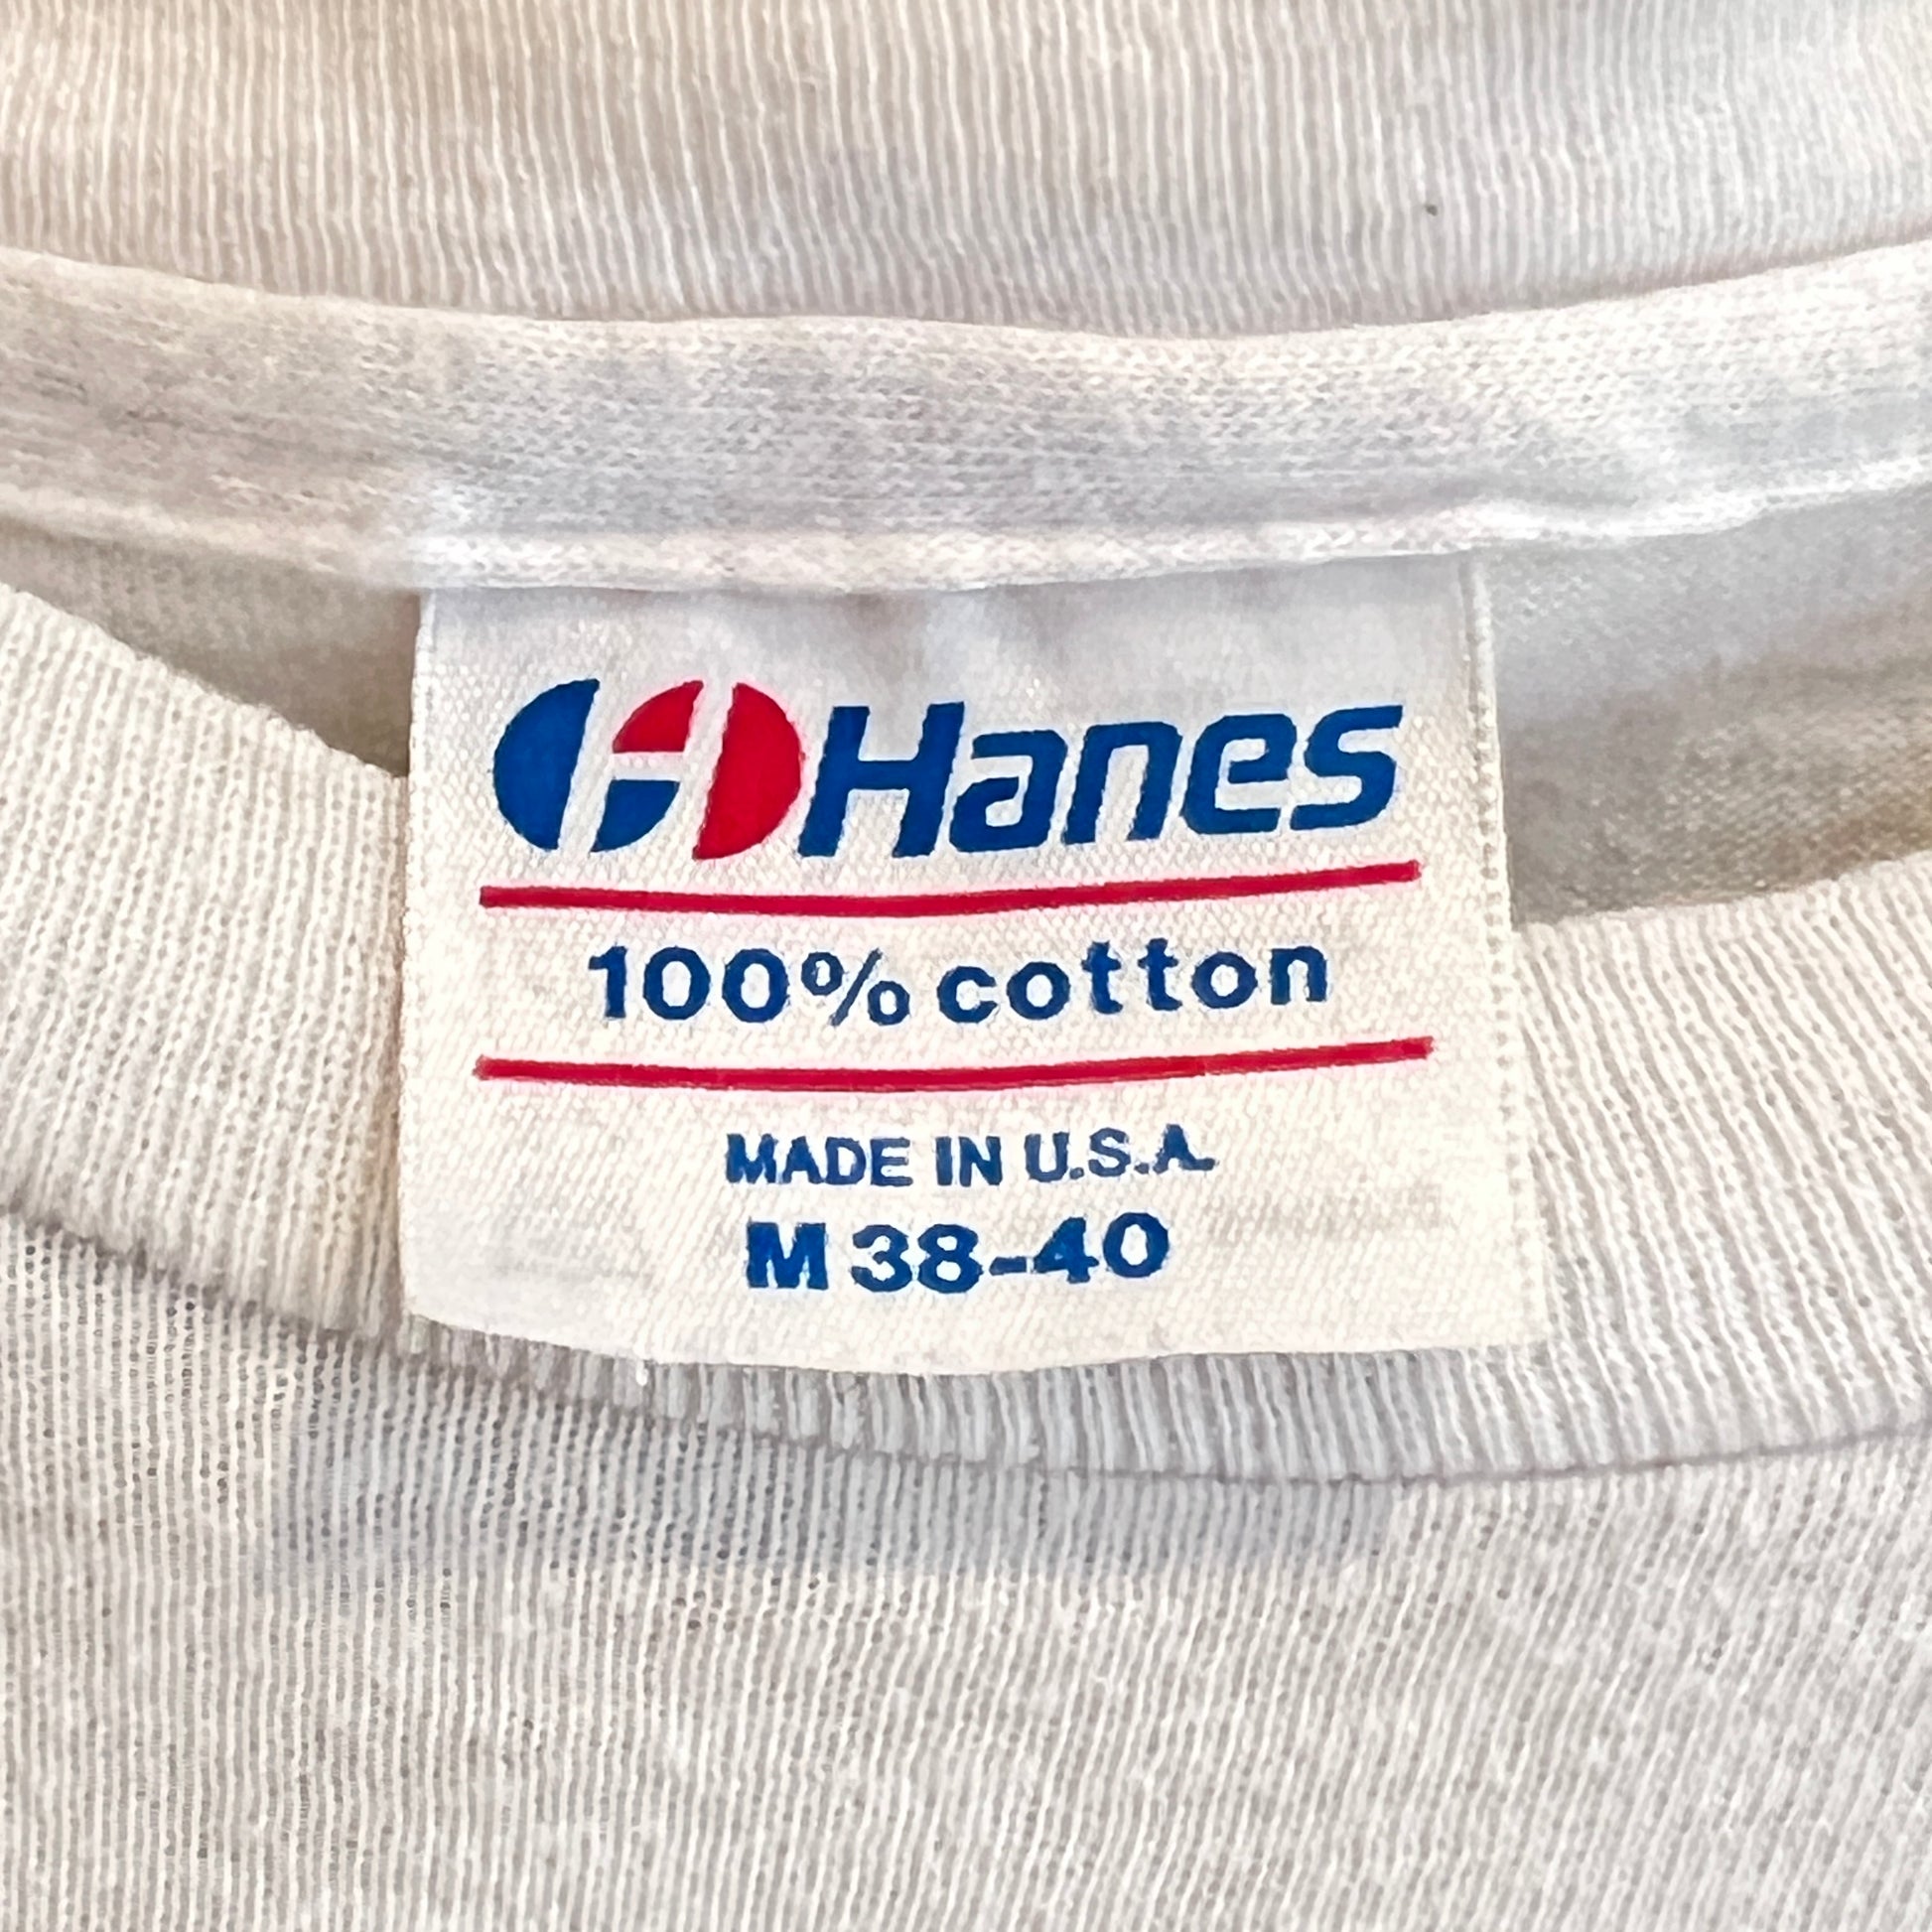 Hanes
100% cotton
MADE IN U.S.A.
M 38-40